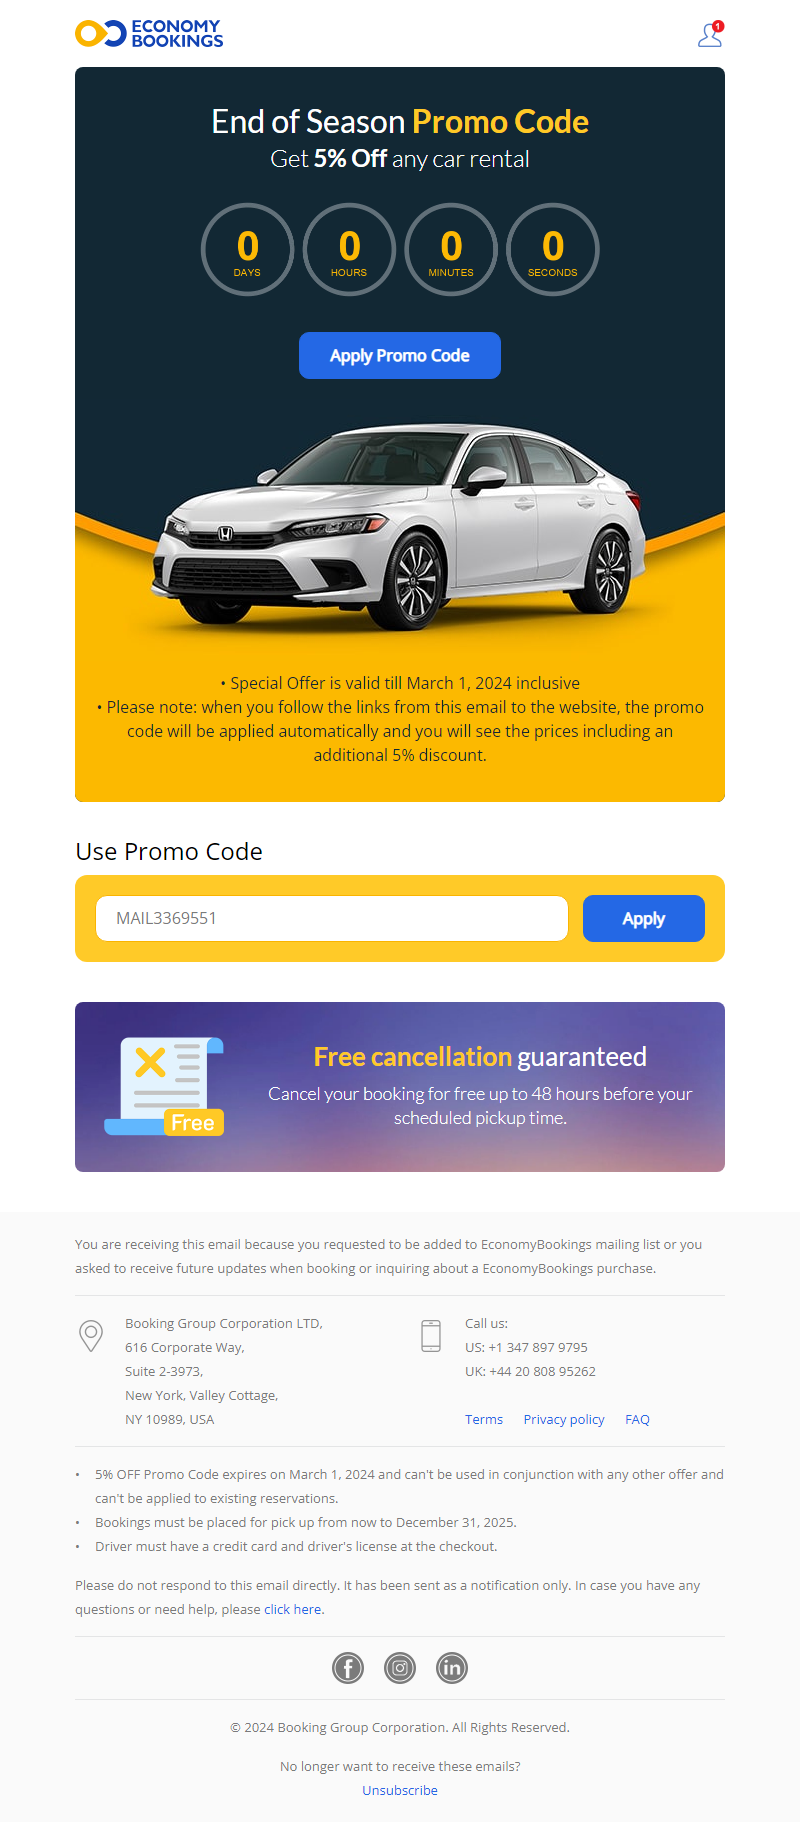 ECONOMY
BOOKINGS
1
End of Season Promo Code
Get 5% Off any car rental
0 0 0 0
DAYS HOURS MINUTES SECONDS
Apply Promo Code
• Special Offer is valid till March 1, 2024 inclusive
• Please note: when you follow the links from this email to the website, the promo
code will be applied automatically and you will see the prices including an
additional 5% discount.
Use Promo Code
MAIL3369551
Apply
Free
Free cancellation guaranteed
Cancel your booking for free up to 48 hours before your
scheduled pickup time.
You are receiving this email because you requested to be added to EconomyBookings mailing list or you
asked to receive future updates when booking or inquiring about a EconomyBookings purchase.
Booking Group Corporation LTD,
616 Corporate Way,
Suite 2-3973,
New York, Valley Cottage,
NY 10989, USA
Call us:
US: +1 347 897 9795
UK: +44 20 808 95262
Terms Privacy policy FAQ
• 5% OFF Promo Code expires on March 1, 2024 and can't be used in conjunction with any other offer and
can't be applied to existing reservations.
• Bookings must be placed for pick up from now to December 31, 2025.
• Driver must have a credit card and driver's license at the checkout.
Please do not respond to this email directly. It has been sent as a notification only. In case you have any
questions or need help, please click here.
© 2024 Booking Group Corporation. All Rights Reserved.
No longer want to receive these emails?
Unsubscribe